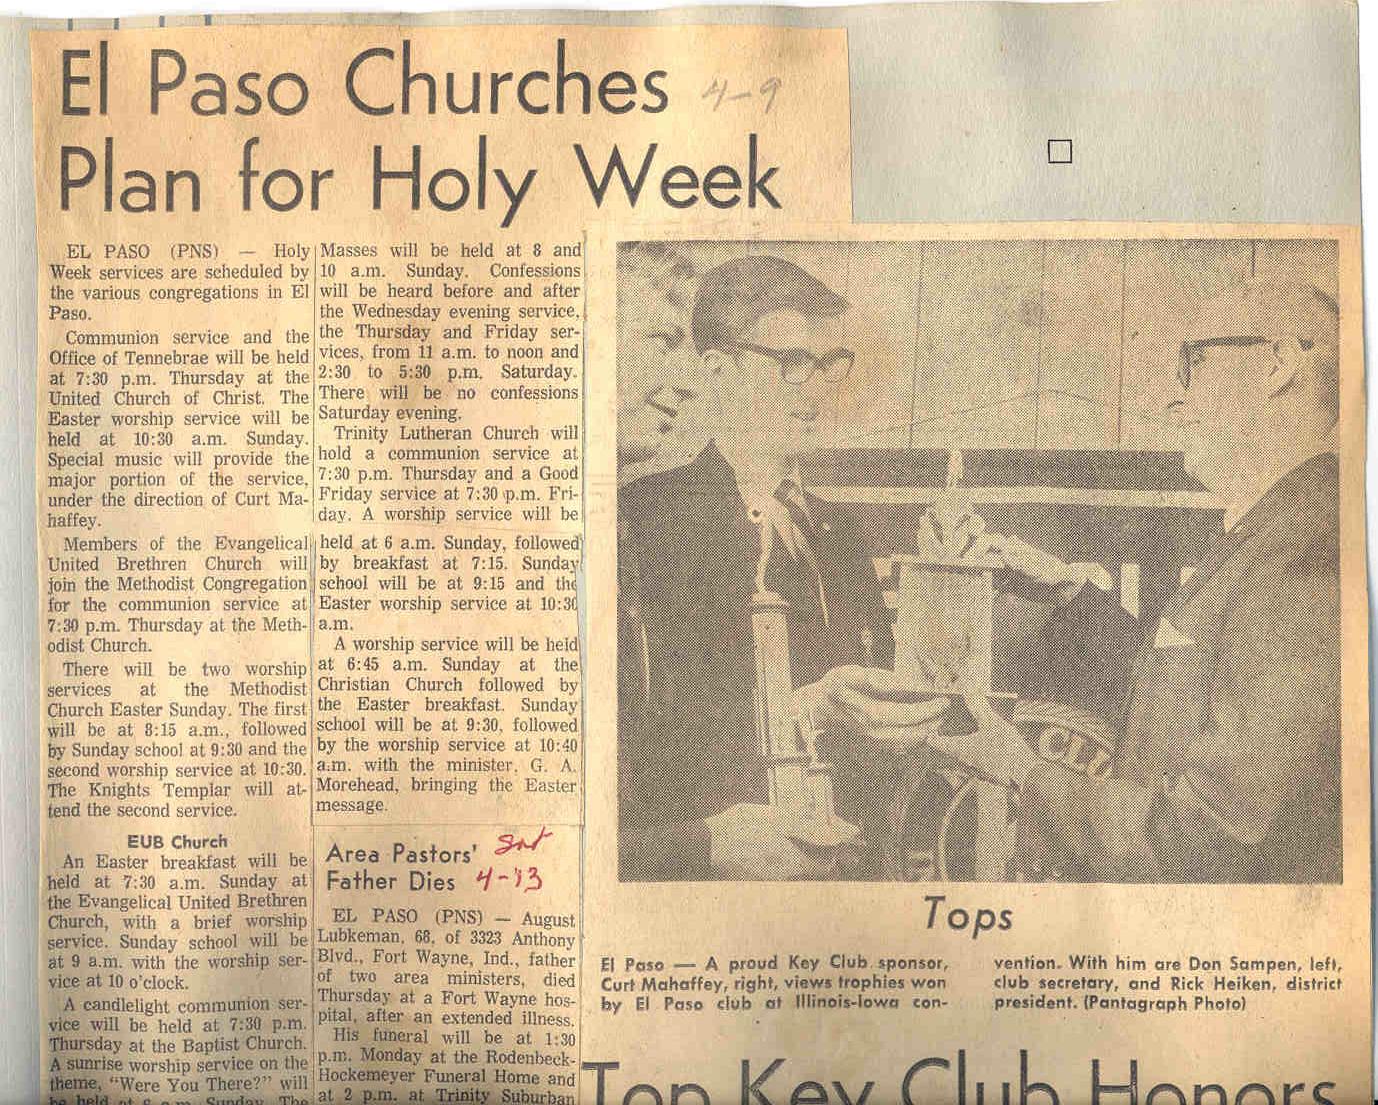 El Paso Churches
4-9
Plan for Holy Week
EL PASO (PNS) — Holy
Week services are scheduled by
the various congregations in El
Paso.
Communion service and the
Office of Tennebrae will be held
at 7:30 p.m. Thursday at the
United Church of Christ. The
Easter worship service will be
held at 10:30 a.m. Sunday.
Special music will provide the
major portion of the service,
under the direction of Curt Ma-
haffey.
Members of the Evangelical
United Brethren Church will
join the Methodist Congregation
for the communion service at
7:30 p.m. Thursday at the Meth-
odist Church.
There will be two worship
services at the Methodist
Church Easter Sunday. The first
will be at 8:15 a.m., followed
by Sunday school at 9:30 and the
second worship service at 10:30.
The Knights Templar will at-
tend the second service.
EUB Church
An Easter breakfast will be
held at 7:30 a.m. Sunday at
the Evangelical United Brethren
Church, with a brief worship
service. Sunday school will be
at 9 a.m. with the worship ser-
vice at 10 o'clock.
A candlelight communion ser-
vice will be held at 7:30 p.m.
Thursday at the Baptist Church.
A sunrise worship service on the
theme, "Were You There?" will
be held at 6 a.m. Sunday. The
Masses will be held at 8 and
10 a.m. Sunday. Confessions
will be heard before and after
the Wednesday evening service,
the Thursday and Friday ser-
vices, from 11 a.m. to noon and
2:30 to 5:30 p.m. Saturday.
There will be no confessions
Saturday evening.
Trinity Lutheran Church will
hold a communion service at
7:30 p.m. Thursday and a Good
Friday service at 7:30 p.m. Fri-
day. A worship service will be
held at 6 a.m. Sunday, followed
by breakfast at 7:15. Sunday
school will be at 9:15 and the
Easter worship service at 10:30
a.m.
A worship service will be held
at 6:45 a.m. Sunday at the
Christian Church followed by
the Easter breakfast. Sunday
school will be at 9:30, followed
by the worship service at 10:40
a.m. with the minister, G. A.
Morehead, bringing the Easter
message.
Area Pastors' Sat
Father Dies 4-13
EL PASO (PNS) — August
Lubkeman, 68, of 3323 Anthony
Blvd., Fort Wayne, Ind., father
of two area ministers, died
Thursday at a Fort Wayne hos-
pital, after an extended illness.
His funeral will be at 1:30
p.m. Monday at the Rodenbeck-
Hockemeyer Funeral Home and
at 2 p.m. at Trinity Suburban
CLU
Tops
El Paso — A proud Key Club sponsor,
Curt Mahaffey, right, views trophies won
by El Paso club at Illinois-Iowa con-
vention. With him are Don Sampen, left,
club secretary, and Rick Heiken, district
president. (Pantagraph Photo)
Top Key Club Honors